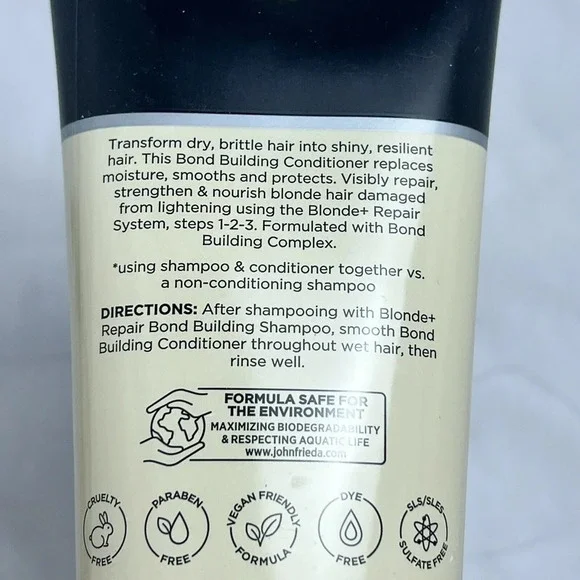 Transform dry, brittle hair into shiny, resilient
hair. This Bond Building Conditioner replaces
moisture, smooths and protects. Visibly repair,
strengthen & nourish blonde hair damaged
from lightening using the Blonde+ Repair
System, steps 1-2-3. Formulated with Bond
Building Complex.
*using shampoo & conditioner together vs.
a non-conditioning shampoo
DIRECTIONS: After shampooing with Blonde+
Repair Bond Building Shampoo, smooth Bond
Building Conditioner throughout wet hair, then
rinse well.
FORMULA SAFE FOR
THE ENVIRONMENT
MAXIMIZING BIODEGRADABILITY
& RESPECTING AQUATIC LIFE
www.johnfrieda.com
CRUELTY
FREE
PARABEN
FREE
VEGAN FRIENDLY
FORMULA
DYE
FREE
SLS/SLES
SULFATE FREE